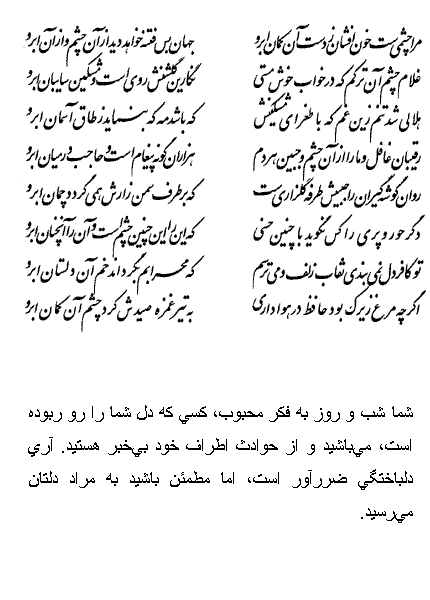 مرا چشمیست خون افشان ز دست آن کمان ابرو جهان بس فتنه خواهد دید از آن چشم و از آن ابرو
غلام چشم آن ترکم که در خواب خوش مستی نگارین گلشنش روی است و مشکین سایبان ابرو
هلالی شد تنم زین غم که با طغرای مشکینش که باشد مه که بنماید ز طاق آسمان ابرو
رقیبان غافل و ما را از آن چشم و جبین هر دم هزاران گونه پیغام است و حاجب در میان ابرو
روان گوشه گیران را جبینش طرفه گلزاری ست که بر طرف سمن زارش همی گردد چمان ابرو
دگر حور و پری را کس نگوید با چنین حسنی که این را این چنین چشم است و آن را آنچنان ابرو
تو کافر دل نمی بندی نقاب زلف و می ترسم که محرابم بگرداند خم آن دلستان ابرو
اگرچه مرغ زیرک بود حافظ در هواداری به تیر غمزه صیدش کرد چشم آن کمان ابرو
شما شب و روز به فکر محبوب، کسي که دل شما را رو ربوده
است، مي‌باشيد و از حوادث اطراف خود بي‌خبر هستيد. آري
دلباختگي ضررآور است، اما مطمئن باشيد به مراد دلتان
مي‌رسيد.